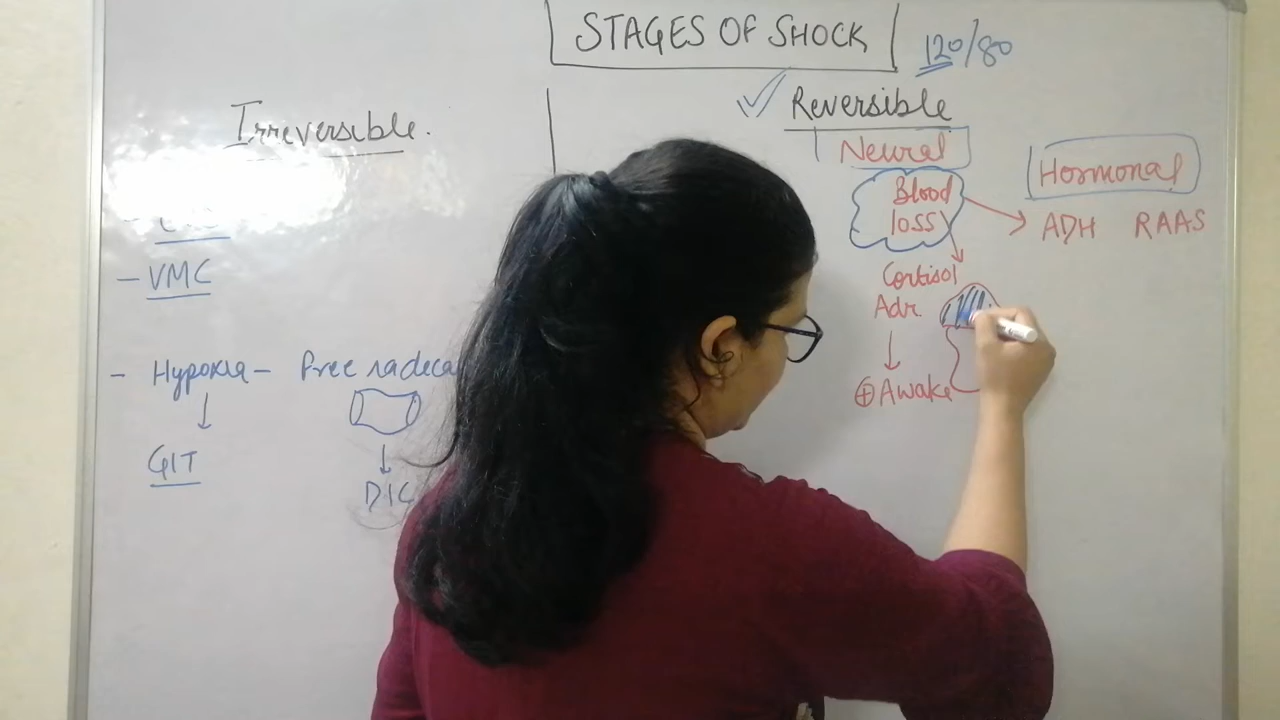 STAGES OF SHOCK
120/80
Irreversible.
- VMC
- Hypoxia - Free radica
GIT
DIC
Reversible
Neural
Blood
loss
Cortisol
Adr
⊕ Awake
Hormonal
ADH RAAS